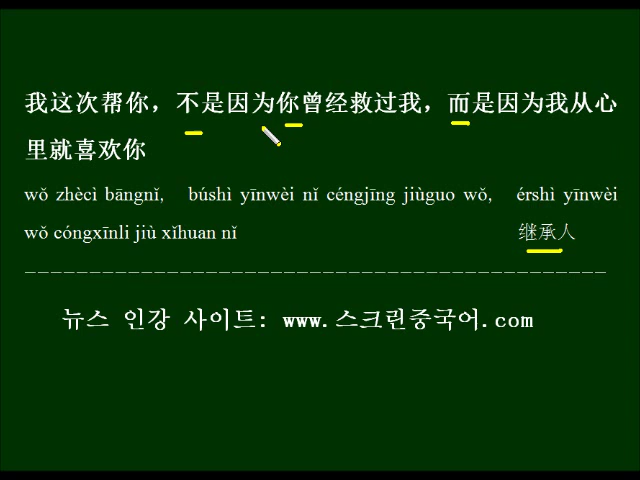 我这次帮你，不是因为你曾经救过我，而是因为我从心
里就喜欢你
wǒ zhècì bāngnǐ, búshì yīnwèi nǐ céngjīng jiùguo wǒ, érshì yīnwèi
wǒ cóngxīnli jiù xǐhuan nǐ 继承人
뉴스 인강 사이트: www.스크린중국어.com